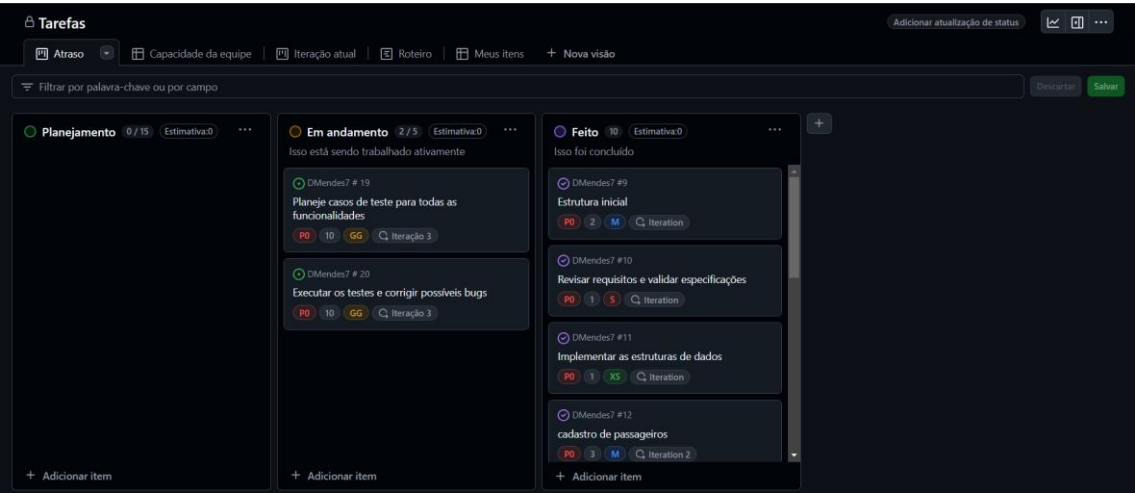 Tarefas
Adicionar atualização de status
Atraso
Capacidade da equipe
Iteração atual
Roteiro
Meus itens
+ Nova visão
Filtrar por palavra-chave ou por campo
Descartar
Salvar
Planejamento 0 / 15 Estimativa:0 ...
+ Adicionar item
Em andamento 2 / 5 Estimativa:0 ...
Isso está sendo trabalhado ativamente
DMendes7 # 19
Planeje casos de teste para todas as
funcionalidades
P0 10 GG Iteração 3
DMendes7 # 20
Executar os testes e corrigir possíveis bugs
P0 10 GG Iteração 3
+ Adicionar item
Feito 10 Estimativa:0 ...
Isso foi concluído
DMendes7 #9
Estrutura inicial
P0 2 M Iteration
DMendes7 #10
Revisar requisitos e validar especificações
P0 1 S Iteration
DMendes7 #11
Implementar as estruturas de dados
P0 1 XS Iteration
DMendes7 #12
cadastro de passageiros
P0 3 M Iteration 2
+ Adicionar item